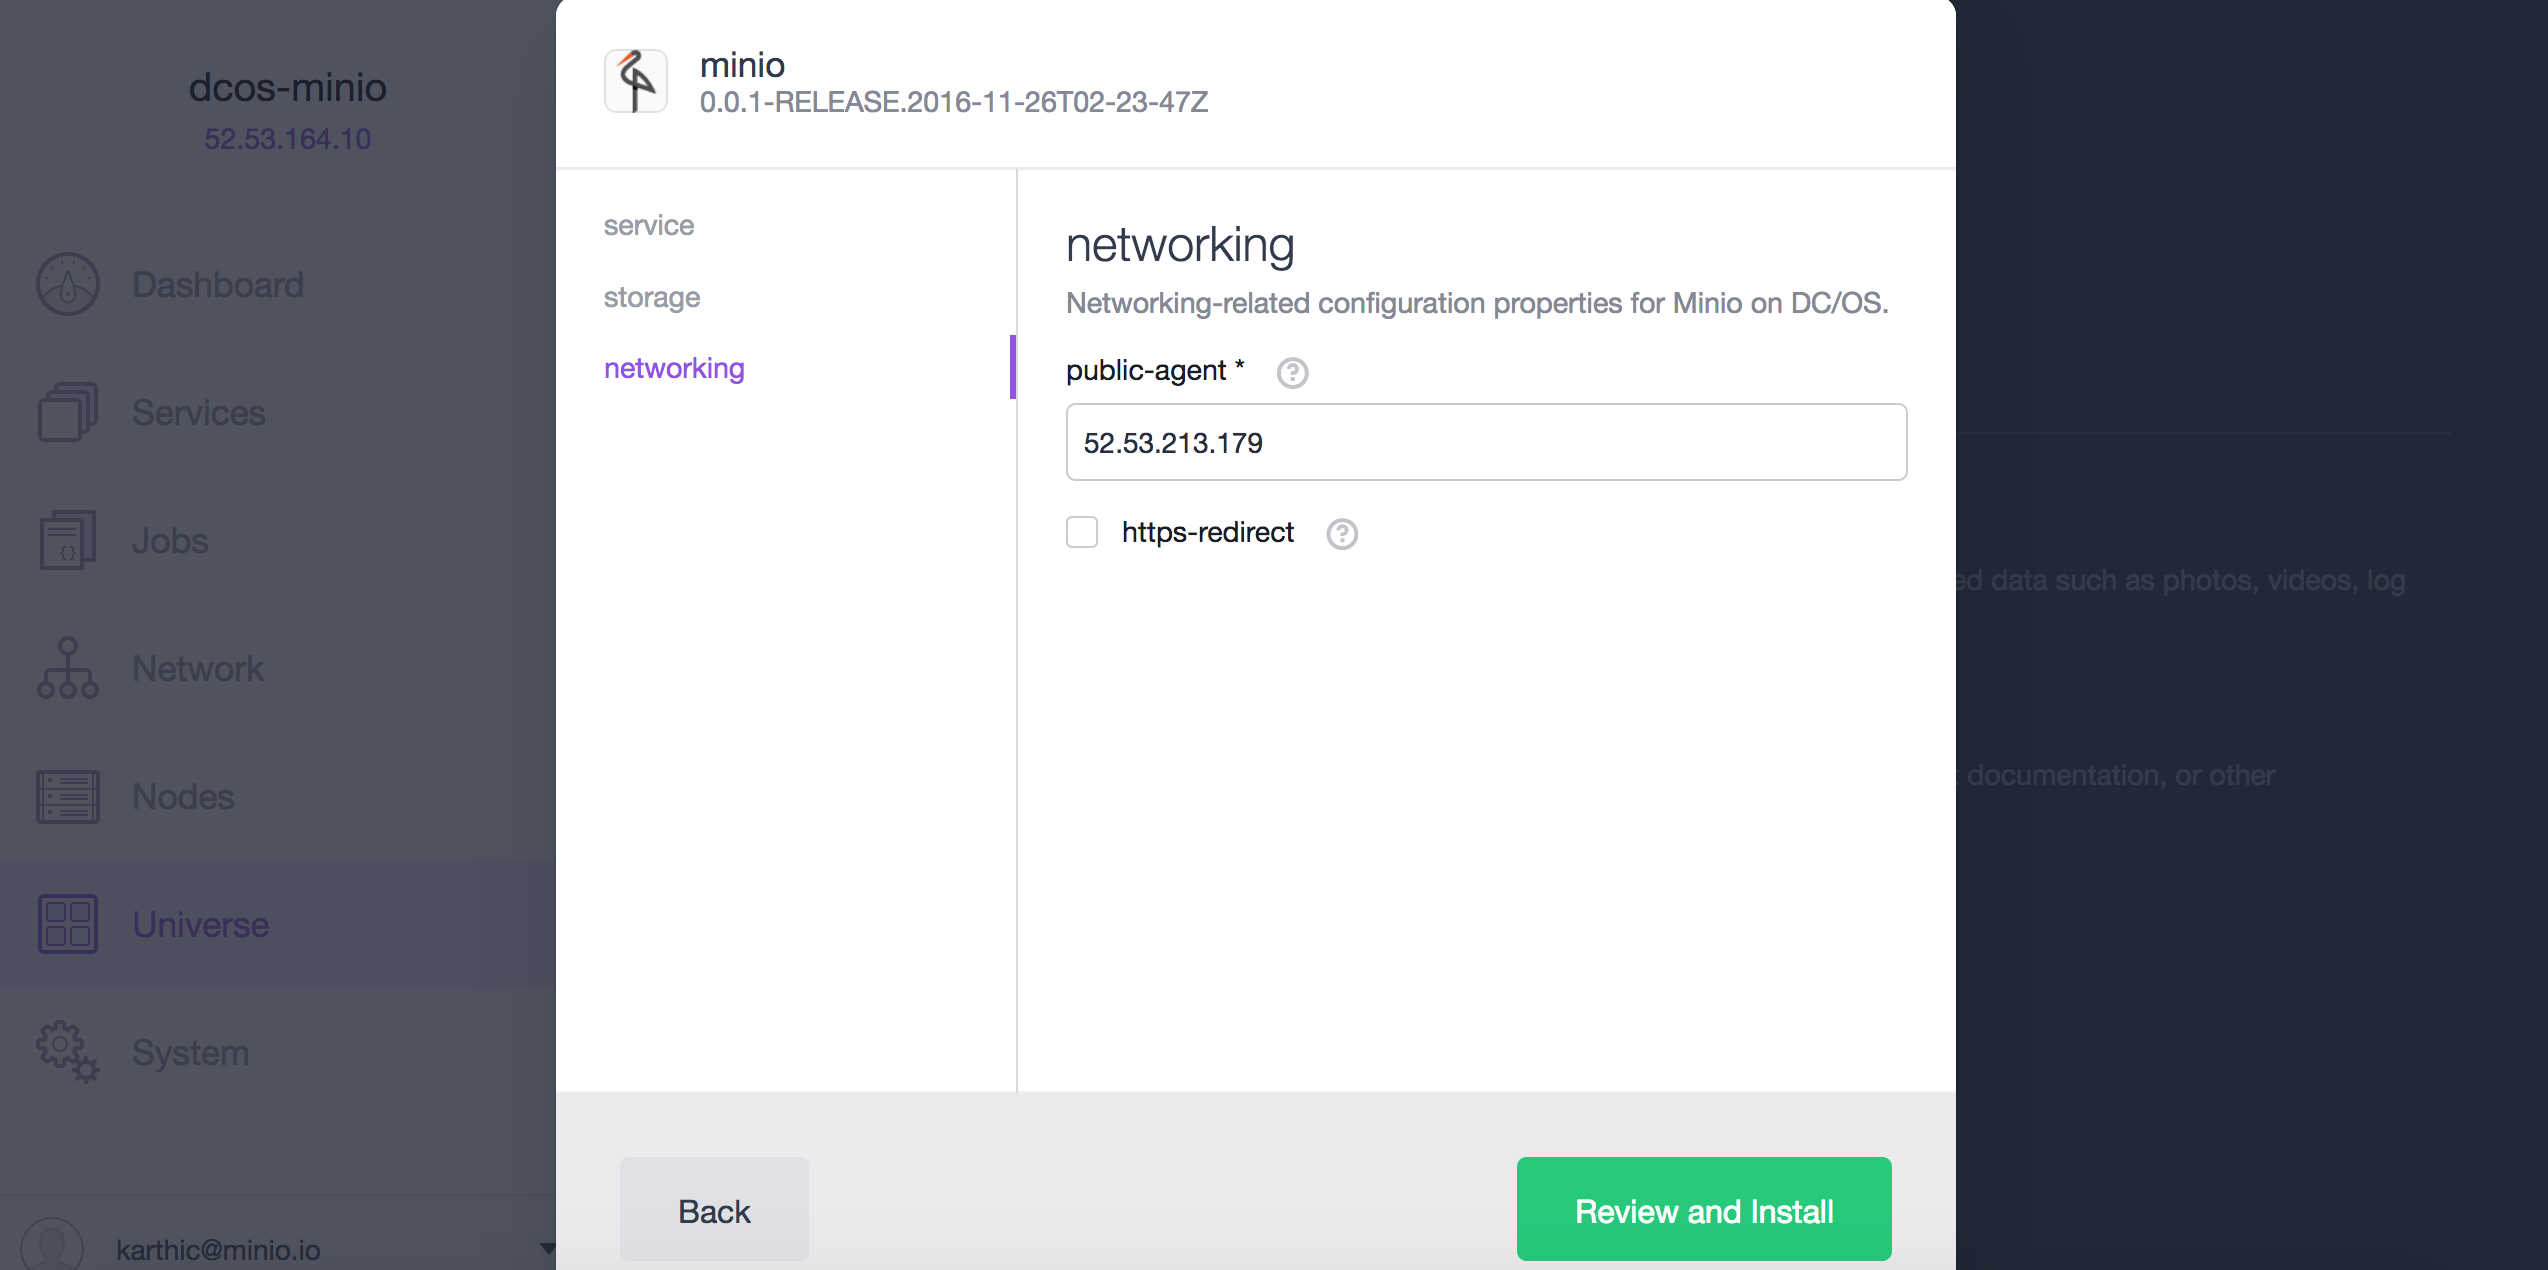 dcos-minio
52.53.164.10
Dashboard
Services
Jobs
Network
Nodes
Universe
System
karthic@minio.io
minio
0.0.1-RELEASE.2016-11-26T02-23-47Z
service
storage
networking
networking
Networking-related configuration properties for Minio on DC/OS.
public-agent *
52.53.213.179
https-redirect
Back
Review and Install
data such as photos, videos, log
documentation, or other